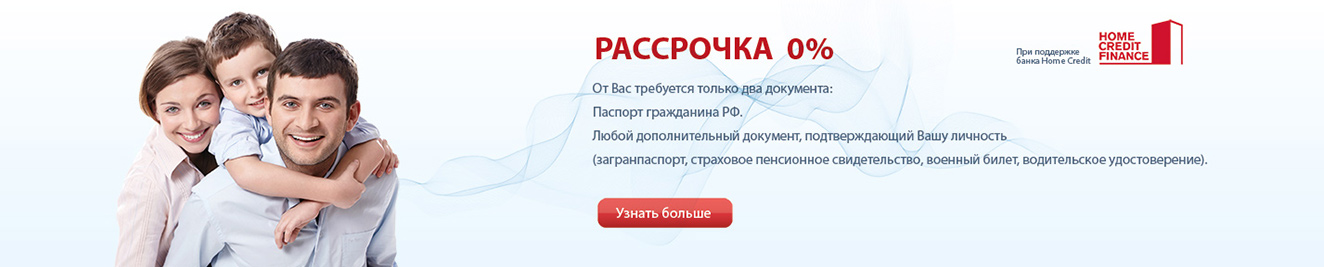 РАССРОЧКА 0%
При поддержке
банка Home Credit
HOME
CREDIT
FINANCE
От Вас требуется только два документа:
Паспорт гражданина РФ.
Любой дополнительный документ, подтверждающий Вашу личность
(загранпаспорт, страховое пенсионное свидетельство, военный билет, водительское удостоверение).
Узнать больше